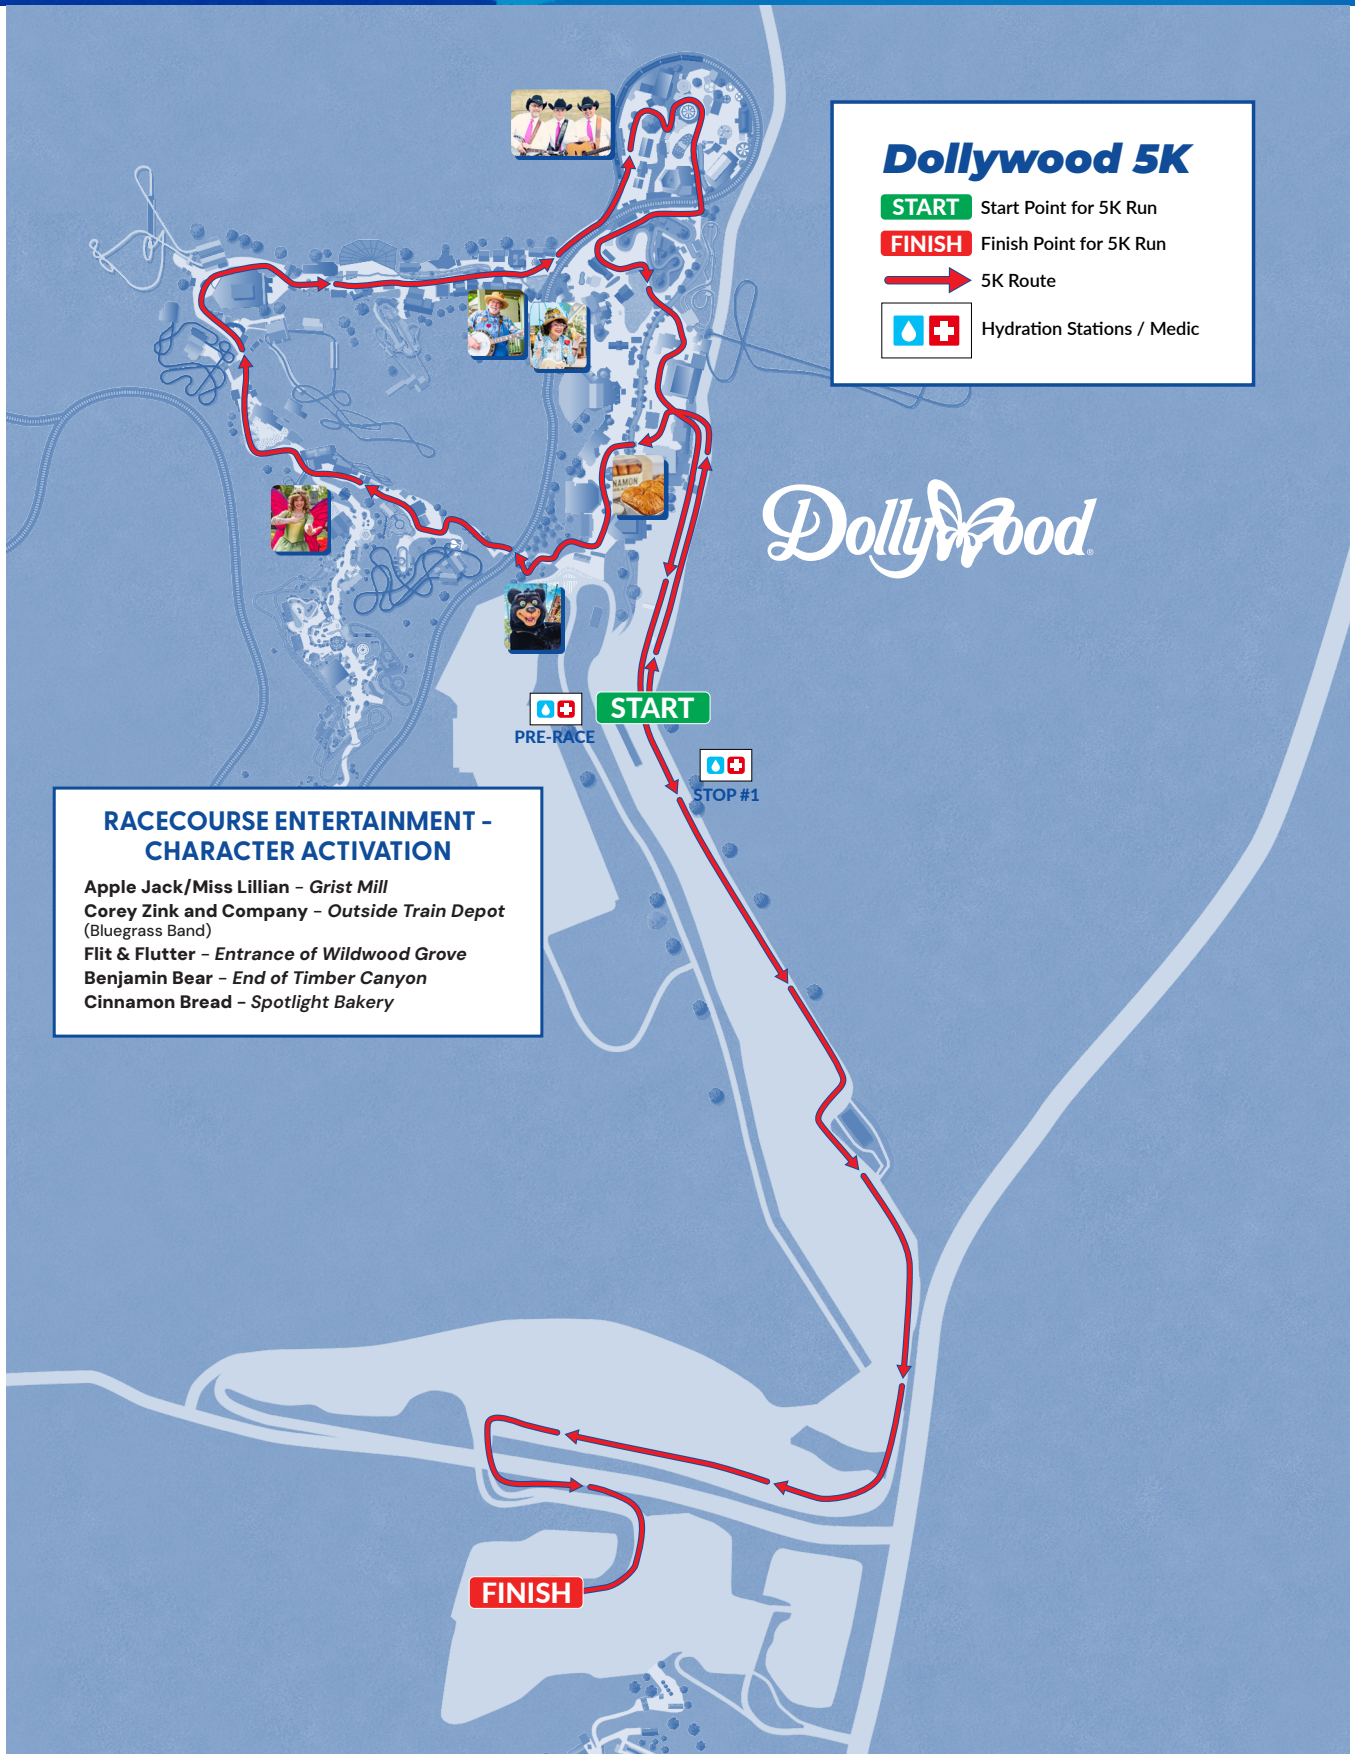 Dollywood 5K
START Start Point for 5K Run
FINISH Finish Point for 5K Run
5K Route
Hydration Stations / Medic
NAMON
Dollywood
START
PRE-RACE
STOP #1
RACECOURSE ENTERTAINMENT –
CHARACTER ACTIVATION
Apple Jack/Miss Lillian – Grist Mill
Corey Zink and Company – Outside Train Depot
(Bluegrass Band)
Flit & Flutter – Entrance of Wildwood Grove
Benjamin Bear – End of Timber Canyon
Cinnamon Bread – Spotlight Bakery
FINISH